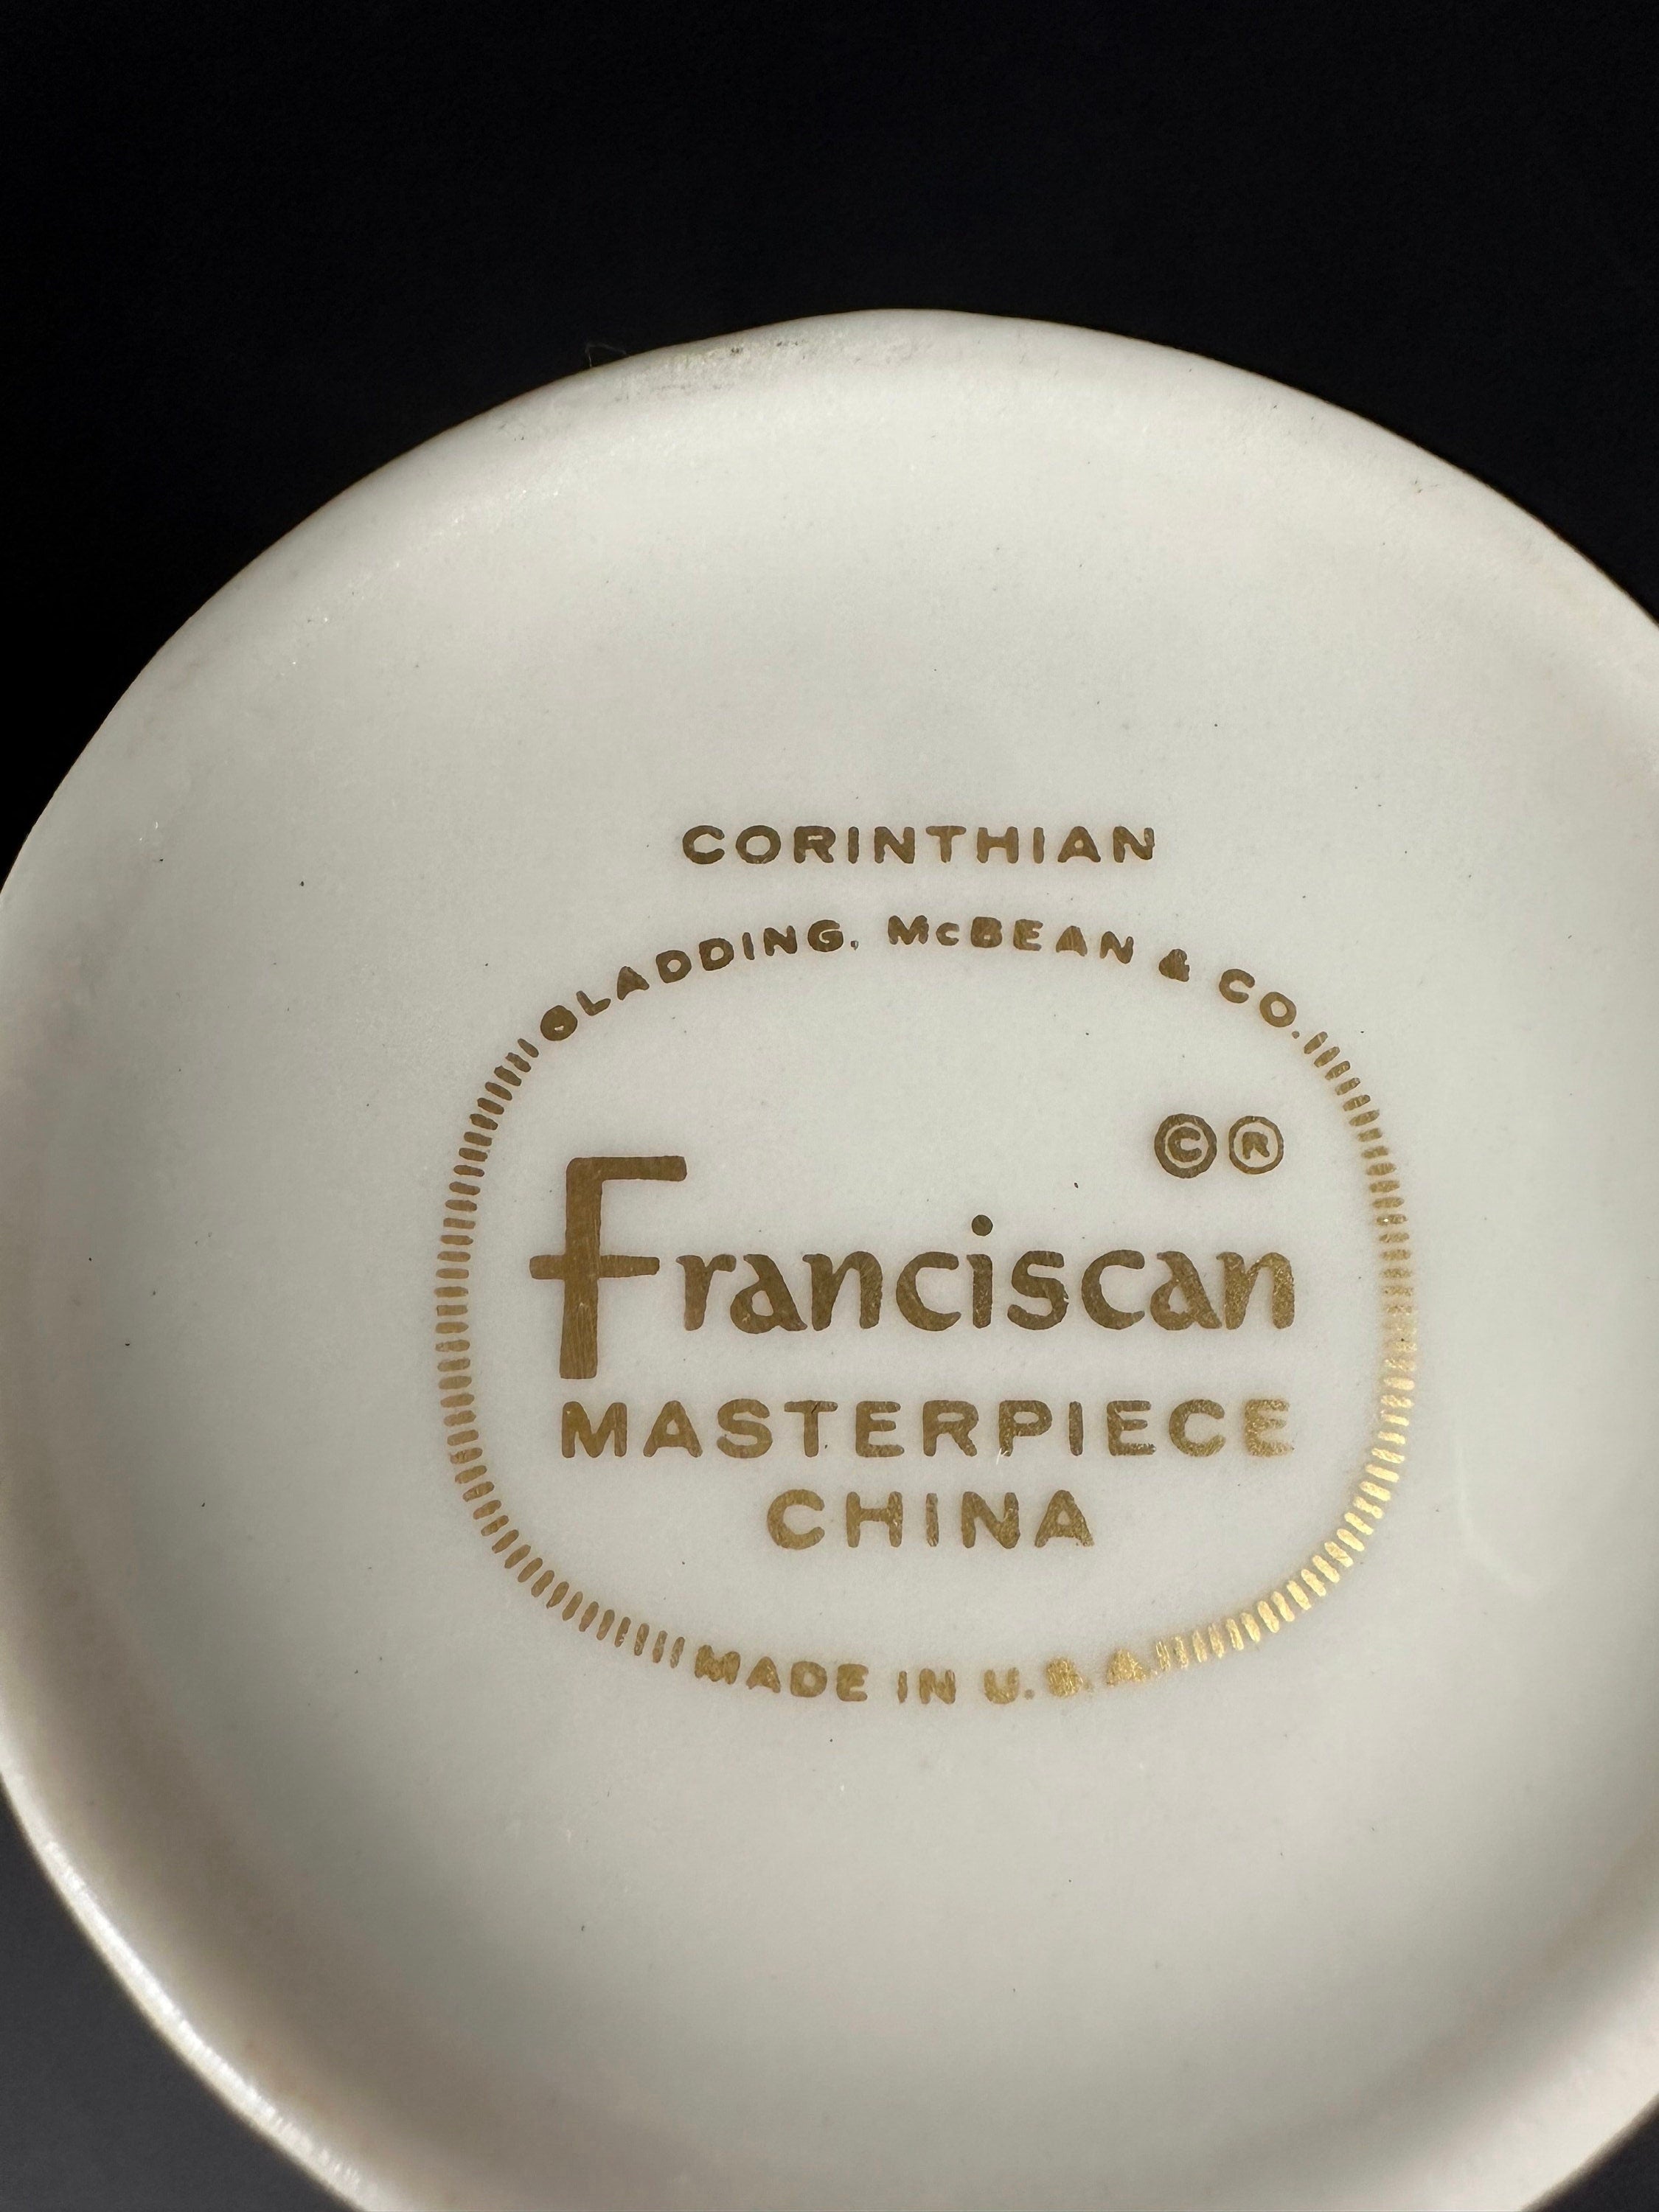 CORINTHIAN
GLADDING, McBEAN & CO.
©®
Franciscan
MASTERPIECE
CHINA
MADE IN U.S.A.